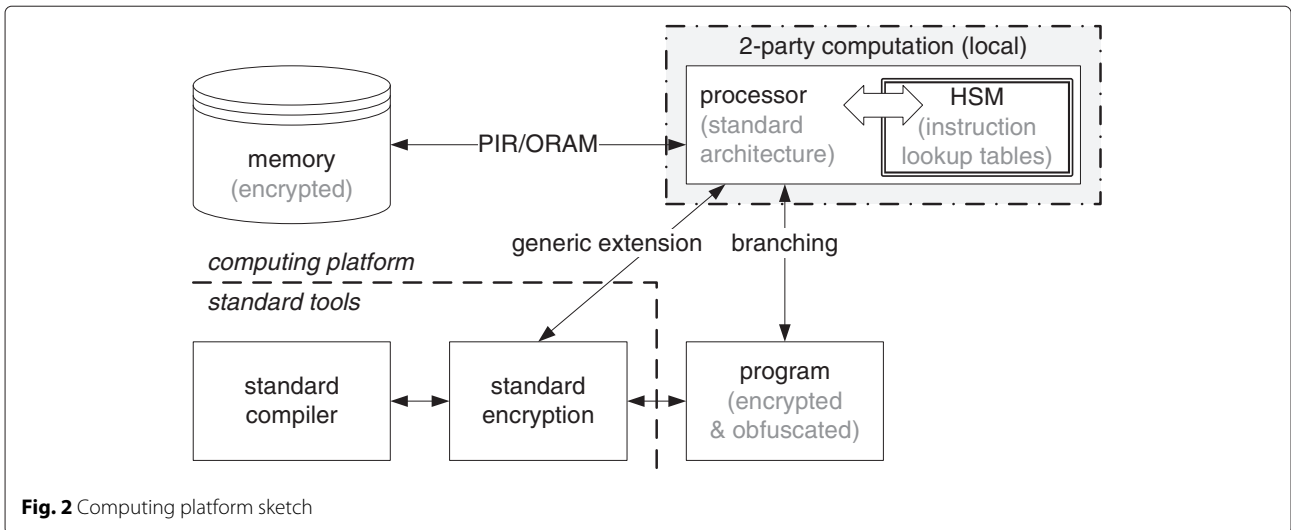 2-party computation (local)
processor
(standard
architecture)
HSM
(instruction
lookup tables)
memory
(encrypted)
PIR/ORAM
generic extension
branching
computing platform
standard tools
standard
compiler
standard
encryption
program
(encrypted
& obfuscated)
Fig. 2 Computing platform sketch